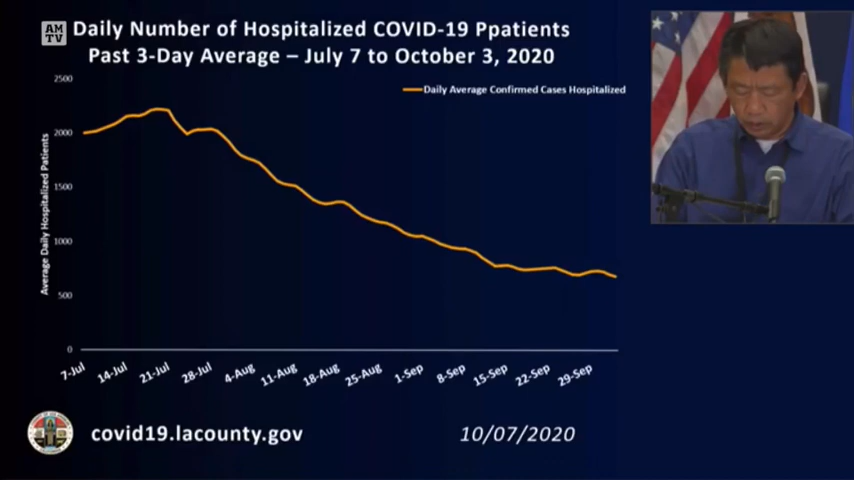 AM
TV
Daily Number of Hospitalized COVID-19 Ppatients
Past 3-Day Average – July 7 to October 3, 2020
Daily Average Confirmed Cases Hospitalized
Average Daily Hospitalized Patients
2500
2000
1500
1000
500
0
7-Jul
14-Jul
21-Jul
28-Jul
4-Aug
11-Aug
18-Aug
25-Aug
1-Sep
8-Sep
15-Sep
22-Sep
29-Sep
covid19.lacounty.gov
10/07/2020